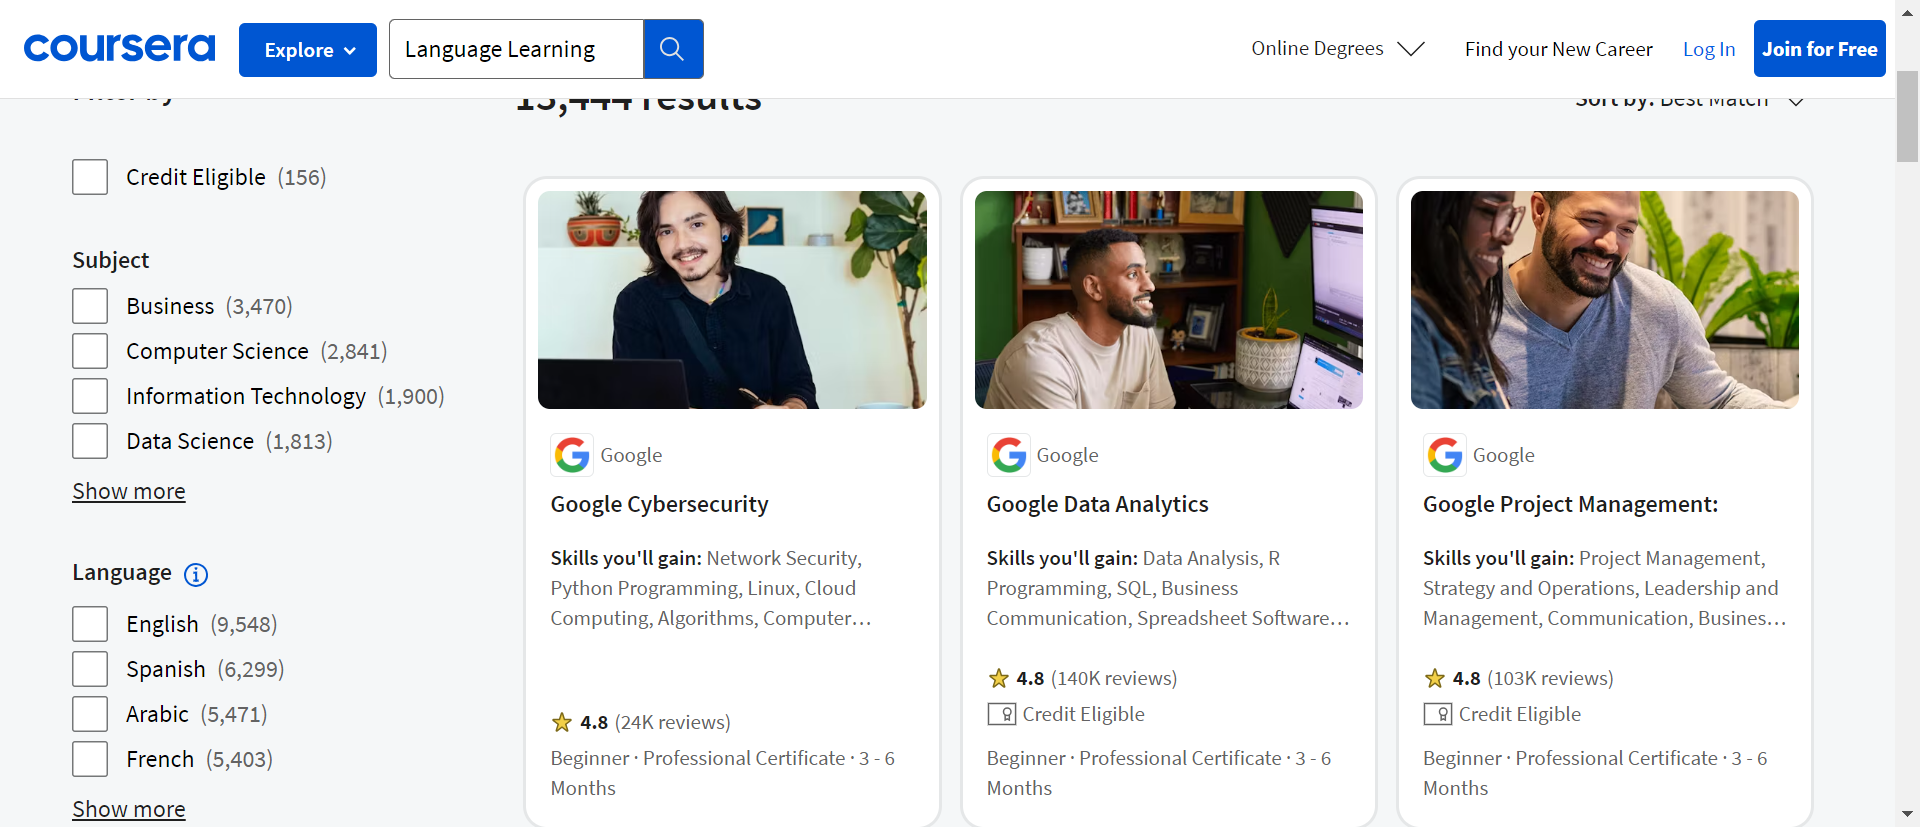 coursera
Explore
Language Learning
Online Degrees
Find your New Career
Log In
Join for Free
Filter by
13,444 results
Sort by: Best Match
Credit Eligible (156)
Subject
Business (3,470)
Computer Science (2,841)
Information Technology (1,900)
Data Science (1,813)
Show more
Language
English (9,548)
Spanish (6,299)
Arabic (5,471)
French (5,403)
Show more
Google
Google Cybersecurity
Skills you'll gain: Network Security,
Python Programming, Linux, Cloud
Computing, Algorithms, Computer…
4.8 (24K reviews)
Beginner · Professional Certificate · 3 - 6
Months
Google
Google Data Analytics
Skills you'll gain: Data Analysis, R
Programming, SQL, Business
Communication, Spreadsheet Software…
4.8 (140K reviews)
Credit Eligible
Beginner · Professional Certificate · 3 - 6
Months
Google
Google Project Management:
Skills you'll gain: Project Management,
Strategy and Operations, Leadership and
Management, Communication, Busines…
4.8 (103K reviews)
Credit Eligible
Beginner · Professional Certificate · 3 - 6
Months